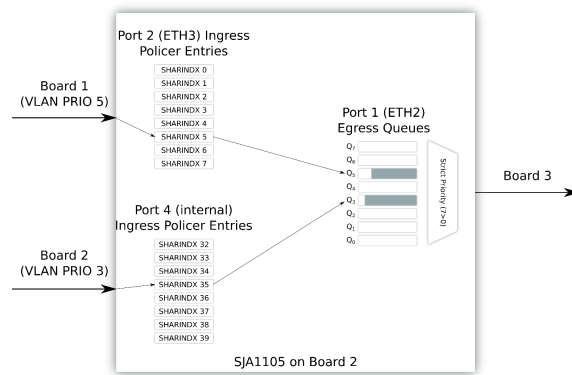 Port 2 (ETH3) Ingress
Policer Entries
SHARINDX 0
SHARINDX 1
SHARINDX 2
SHARINDX 3
SHARINDX 4
SHARINDX 5
SHARINDX 6
SHARINDX 7
Board 1
(VLAN PRIO 5)
Port 4 (internal)
Ingress Policer Entries
SHARINDX 32
SHARINDX 33
SHARINDX 34
SHARINDX 35
SHARINDX 36
SHARINDX 37
SHARINDX 38
SHARINDX 39
Board 2
(VLAN PRIO 3)
Port 1 (ETH2)
Egress Queues
Q7
Q6
Q5
Q4
Q3
Q2
Q1
Q0
Strict Priority (7>0)
Board 3
SJA1105 on Board 2